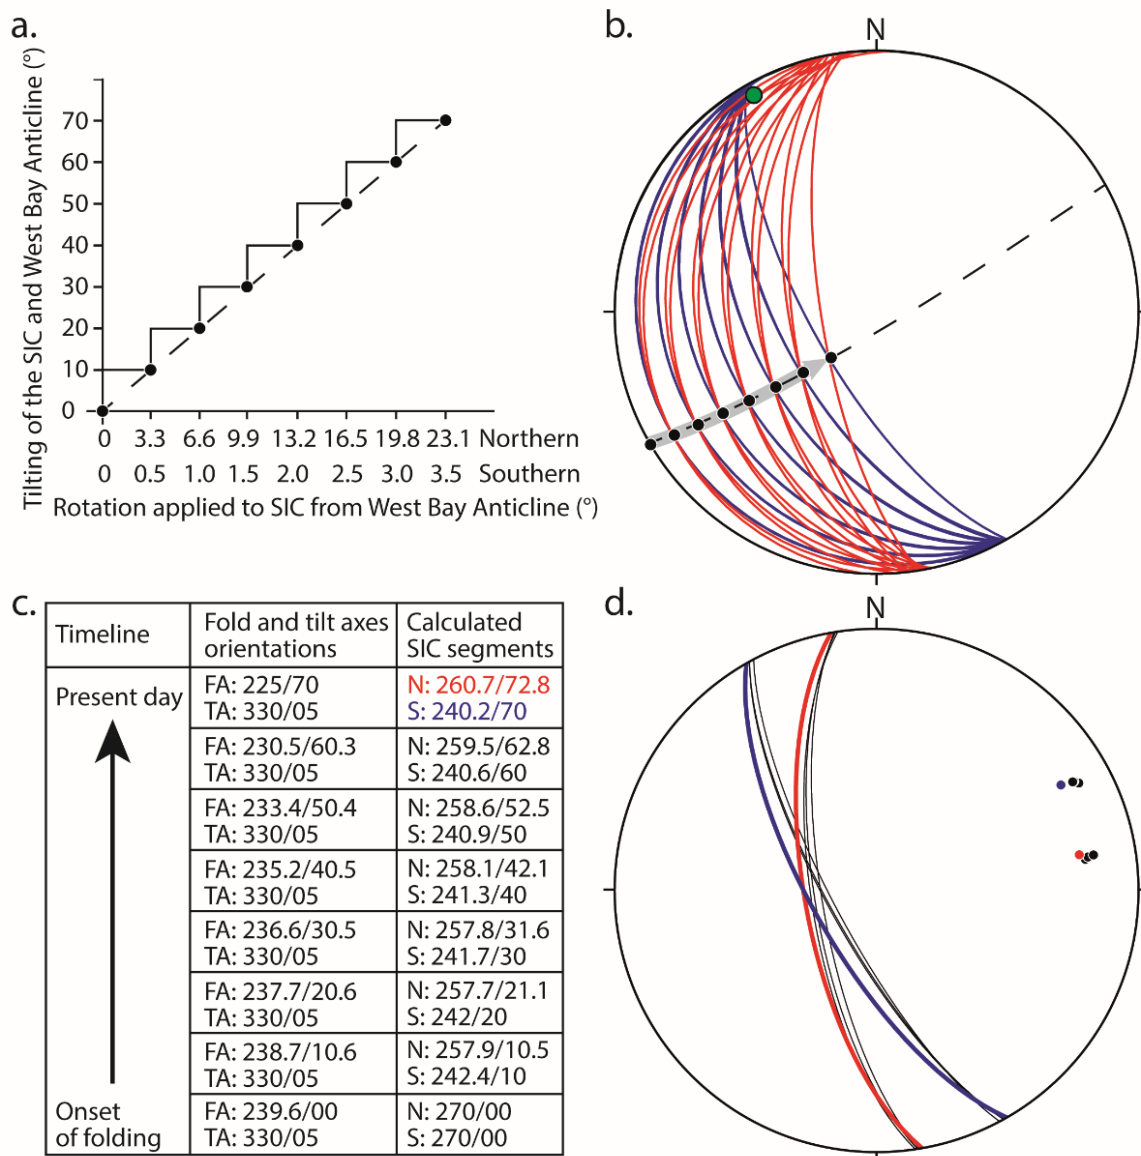 a.
Tilting of the SIC and West Bay Anticline (°)
70
60
50
40
30
20
10
0
0 3.3 6.6 9.9 13.2 16.5 19.8 23.1 Northern
0 0.5 1.0 1.5 2.0 2.5 3.0 3.5 Southern
Rotation applied to SIC from West Bay Anticline (°)
b.
N
c.
Timeline
Fold and tilt axes
orientations
Calculated
SIC segments
Present day
FA: 225/70
TA: 330/05
N: 260.7/72.8
S: 240.2/70
FA: 230.5/60.3
TA: 330/05
N: 259.5/62.8
S: 240.6/60
FA: 233.4/50.4
TA: 330/05
N: 258.6/52.5
S: 240.9/50
FA: 235.2/40.5
TA: 330/05
N: 258.1/42.1
S: 241.3/40
FA: 236.6/30.5
TA: 330/05
N: 257.8/31.6
S: 241.7/30
FA: 237.7/20.6
TA: 330/05
N: 257.7/21.1
S: 242/20
FA: 238.7/10.6
TA: 330/05
N: 257.9/10.5
S: 242.4/10
Onset
of folding
FA: 239.6/00
TA: 330/05
N: 270/00
S: 270/00
d.
N